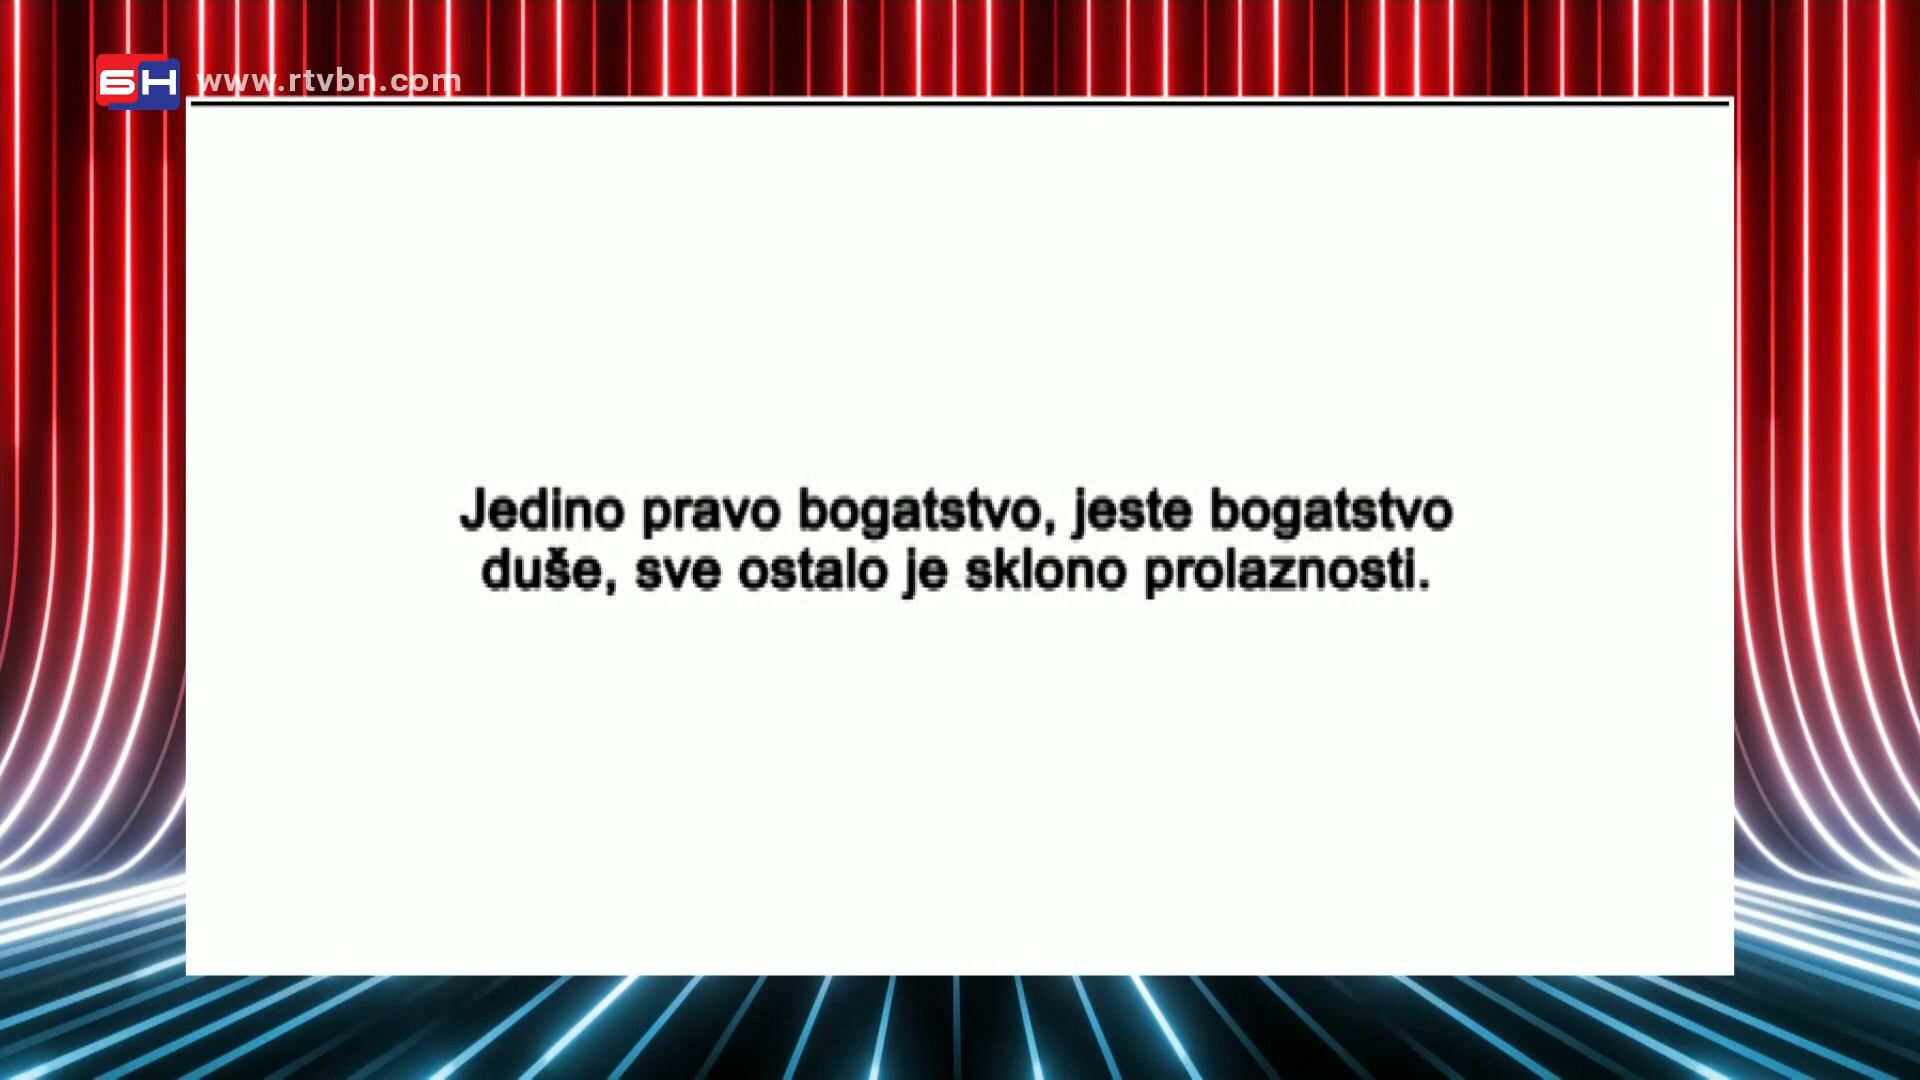 БН www.rtvbn.com
Jedino pravo bogatstvo, jeste bogatstvo
duše, sve ostalo je sklono prolaznosti.